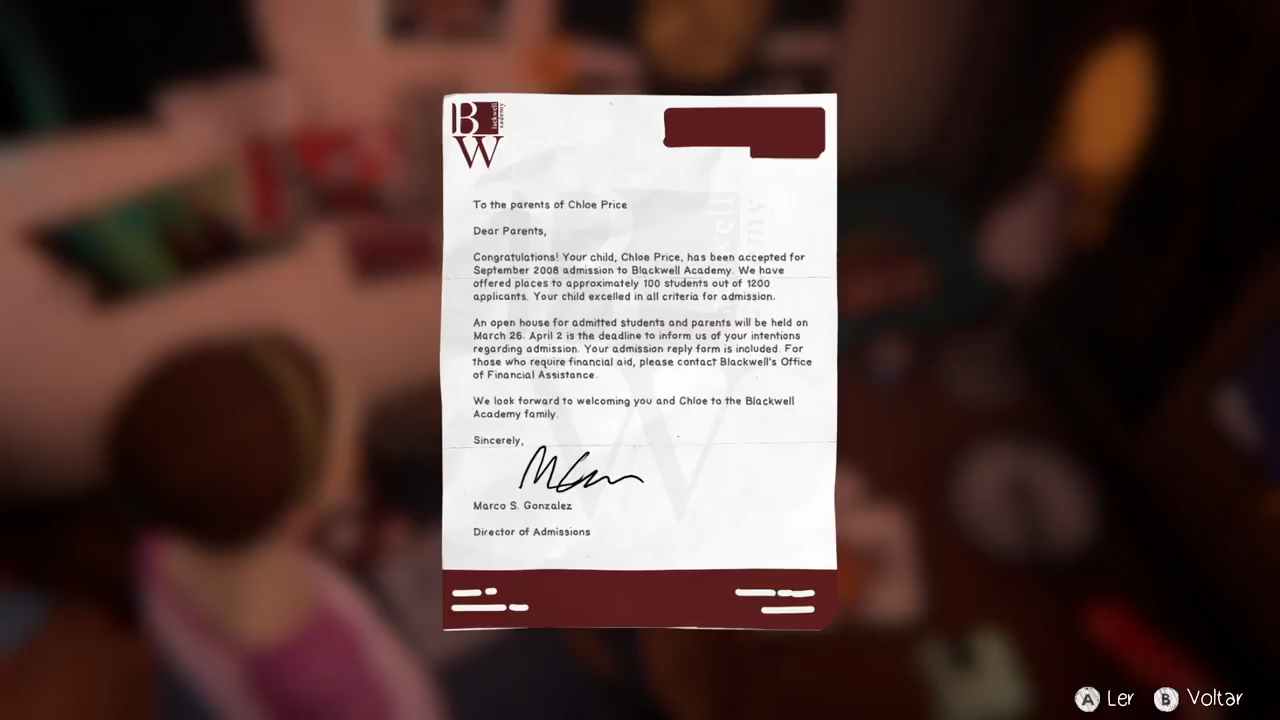 BW
Blackwell
Academy
To the parents of Chloe Price
Dear Parents,
Congratulations! Your child, Chloe Price, has been accepted for
September 2008 admission to Blackwell Academy. We have
offered places to approximately 100 students out of 1200
applicants. Your child excelled in all criteria for admission.
An open house for admitted students and parents will be held on
March 26. April 2 is the deadline to inform us of your intentions
regarding admission. Your admission reply form is included. For
those who require financial aid, please contact Blackwell's Office
of Financial Assistance.
We look forward to welcoming you and Chloe to the Blackwell
Academy family.
Sincerely,
Marco S. Gonzalez
Director of Admissions
A Ler B Voltar